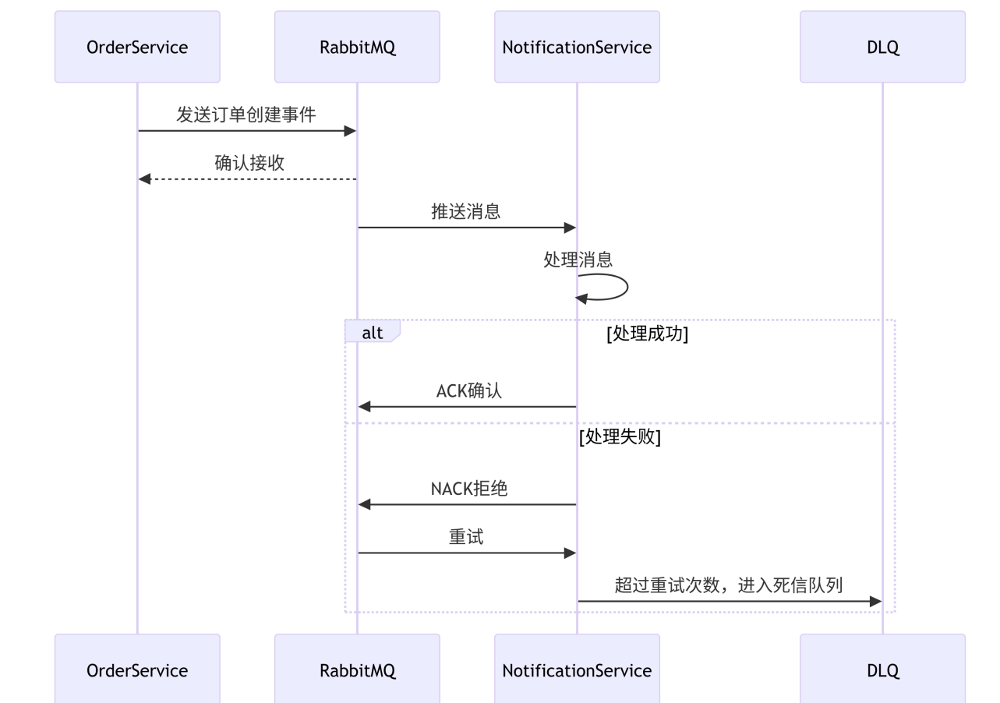 OrderService
RabbitMQ
NotificationService
DLQ
发送订单创建事件
确认接收
推送消息
处理消息
alt
[处理成功]
ACK确认
[处理失败]
NACK拒绝
重试
超过重试次数，进入死信队列
OrderService
RabbitMQ
NotificationService
DLQ